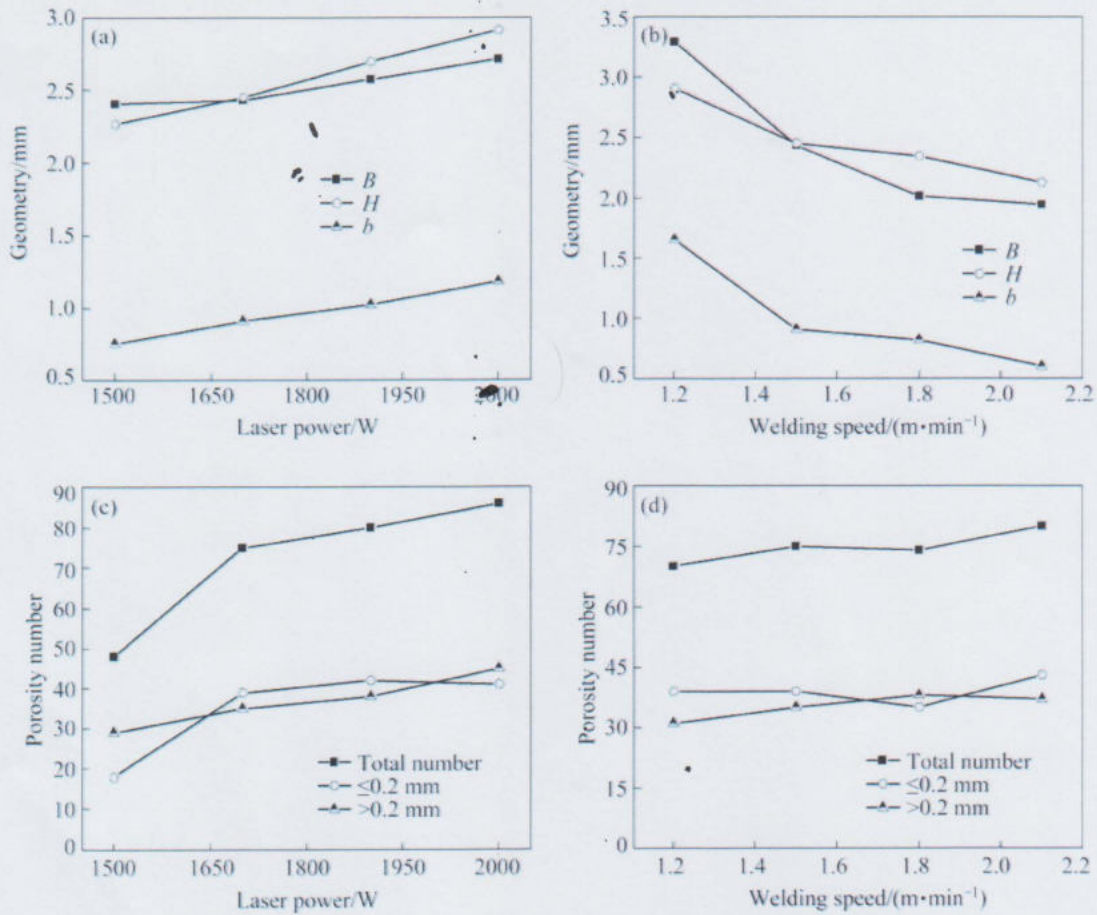 (a)
3.0
2.5
2.0
1.5
1.0
0.5
Geometry/mm
B
H
b
1500 1650 1800 1950 2000
Laser power/W
(b)
3.5
3.0
2.5
2.0
1.5
1.0
0.5
Geometry/mm
B
H
b
1.2 1.4 1.6 1.8 2.0 2.2
Welding speed/(m·min⁻¹)
(c)
90
80
70
60
50
40
30
20
10
0
Porosity number
Total number
≤0.2 mm
>0.2 mm
1500 1650 1800 1950 2000
Laser power/W
(d)
90
75
60
45
30
15
0
Porosity number
Total number
≤0.2 mm
>0.2 mm
1.2 1.4 1.6 1.8 2.0 2.2
Welding speed/(m·min⁻¹)